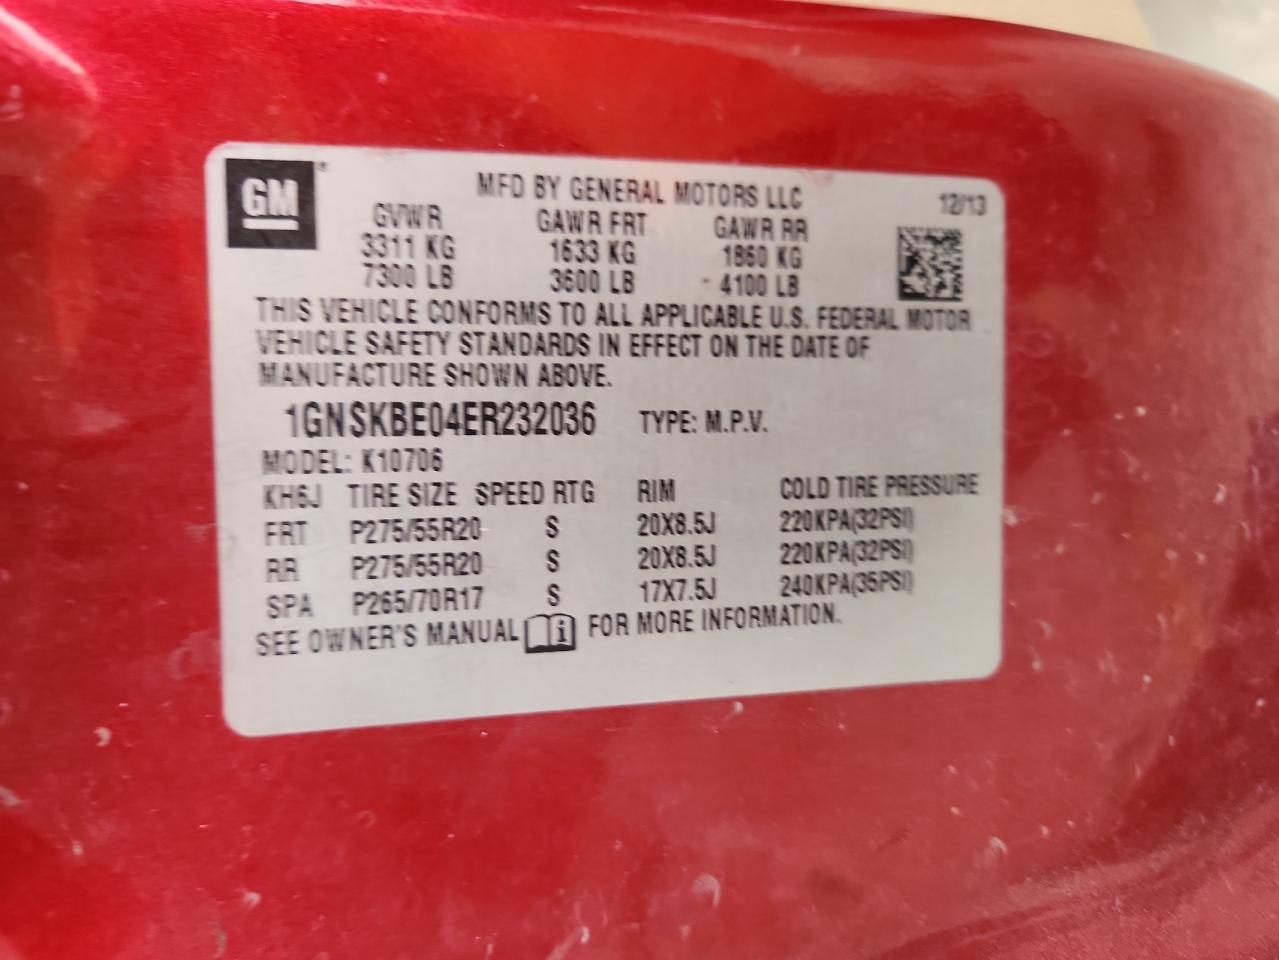 GM
MFD BY GENERAL MOTORS LLC 12/13
GVWR GAWR FRT GAWR RR
3311 KG 1633 KG 1860 KG
7300 LB 3600 LB 4100 LB
THIS VEHICLE CONFORMS TO ALL APPLICABLE U.S. FEDERAL MOTOR
VEHICLE SAFETY STANDARDS IN EFFECT ON THE DATE OF
MANUFACTURE SHOWN ABOVE.
1GNSKBE04ER232036 TYPE: M.P.V.
MODEL: K10706
KH6J TIRE SIZE SPEED RTG RIM COLD TIRE PRESSURE
FRT P275/55R20 S 20X8.5J 220KPA(32PSI)
RR P275/55R20 S 20X8.5J 220KPA(32PSI)
SPA P265/70R17 S 17X7.5J 240KPA(35PSI)
SEE OWNER'S MANUAL i FOR MORE INFORMATION.